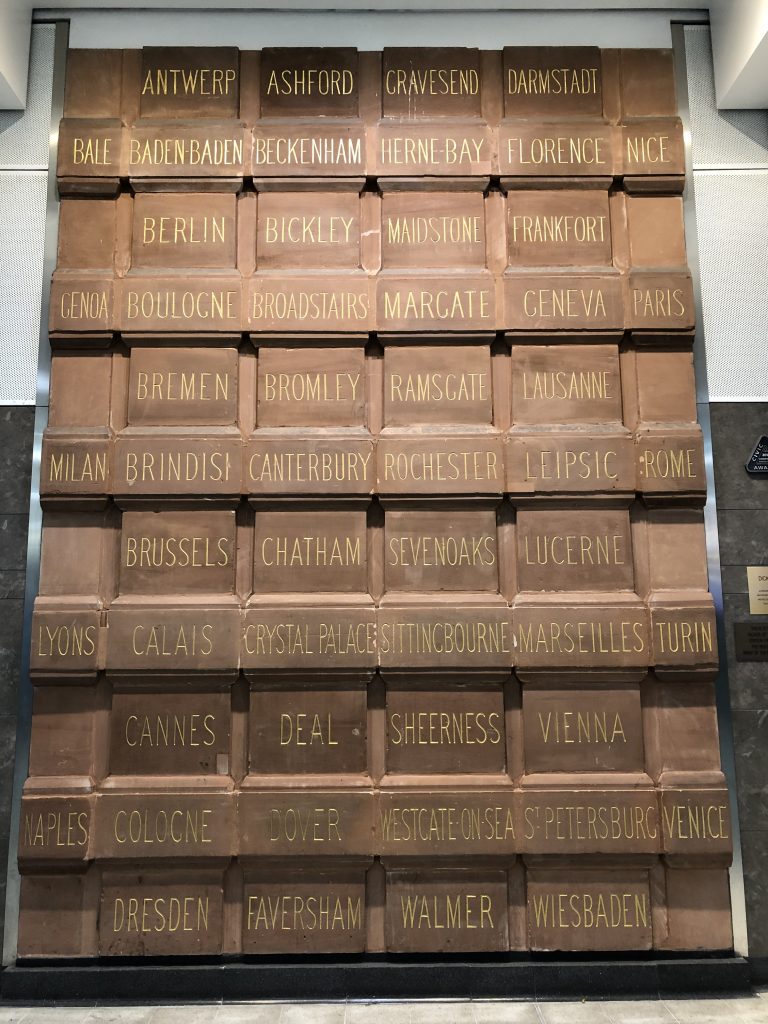 ANTWERP ASHFORD GRAVESEND DARMSTADT
BALE BADEN-BADEN BECKENHAM HERNE-BAY FLORENCE NICE
BERLIN BICKLEY MAIDSTONE FRANKFORT
GENOA BOULOGNE BROADSTAIRS MARGATE GENEVA PARIS
BREMEN BROMLEY RAMSGATE LAUSANNE
MILAN BRINDISI CANTERBURY ROCHESTER LEIPSIC ROME
BRUSSELS CHATHAM SEVENOAKS LUCERNE
LYONS CALAIS CRYSTAL PALACE SITTINGBOURNE MARSEILLES TURIN
CANNES DEAL SHEERNESS VIENNA
NAPLES COLOGNE DOVER WESTGATE-ON-SEA ST PETERSBURG VENICE
DRESDEN FAVERSHAM WALMER WIESBADEN
CIVIC